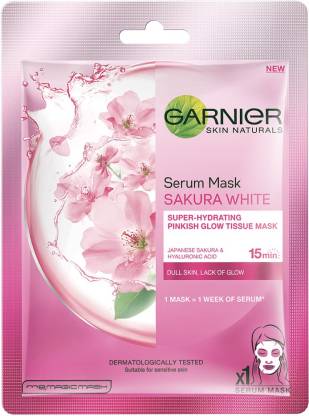 NEW
GARNIER
SKIN NATURALS
Serum Mask
SAKURA WHITE
SUPER-HYDRATING
PINKISH GLOW TISSUE MASK
JAPANESE SAKURA &
HYALURONIC ACID
15min
DULL SKIN, LACK OF GLOW
1 MASK = 1 WEEK OF SERUM*
DERMATOLOGICALLY TESTED
Suitable for sensitive skin
x1
SERUM MASK